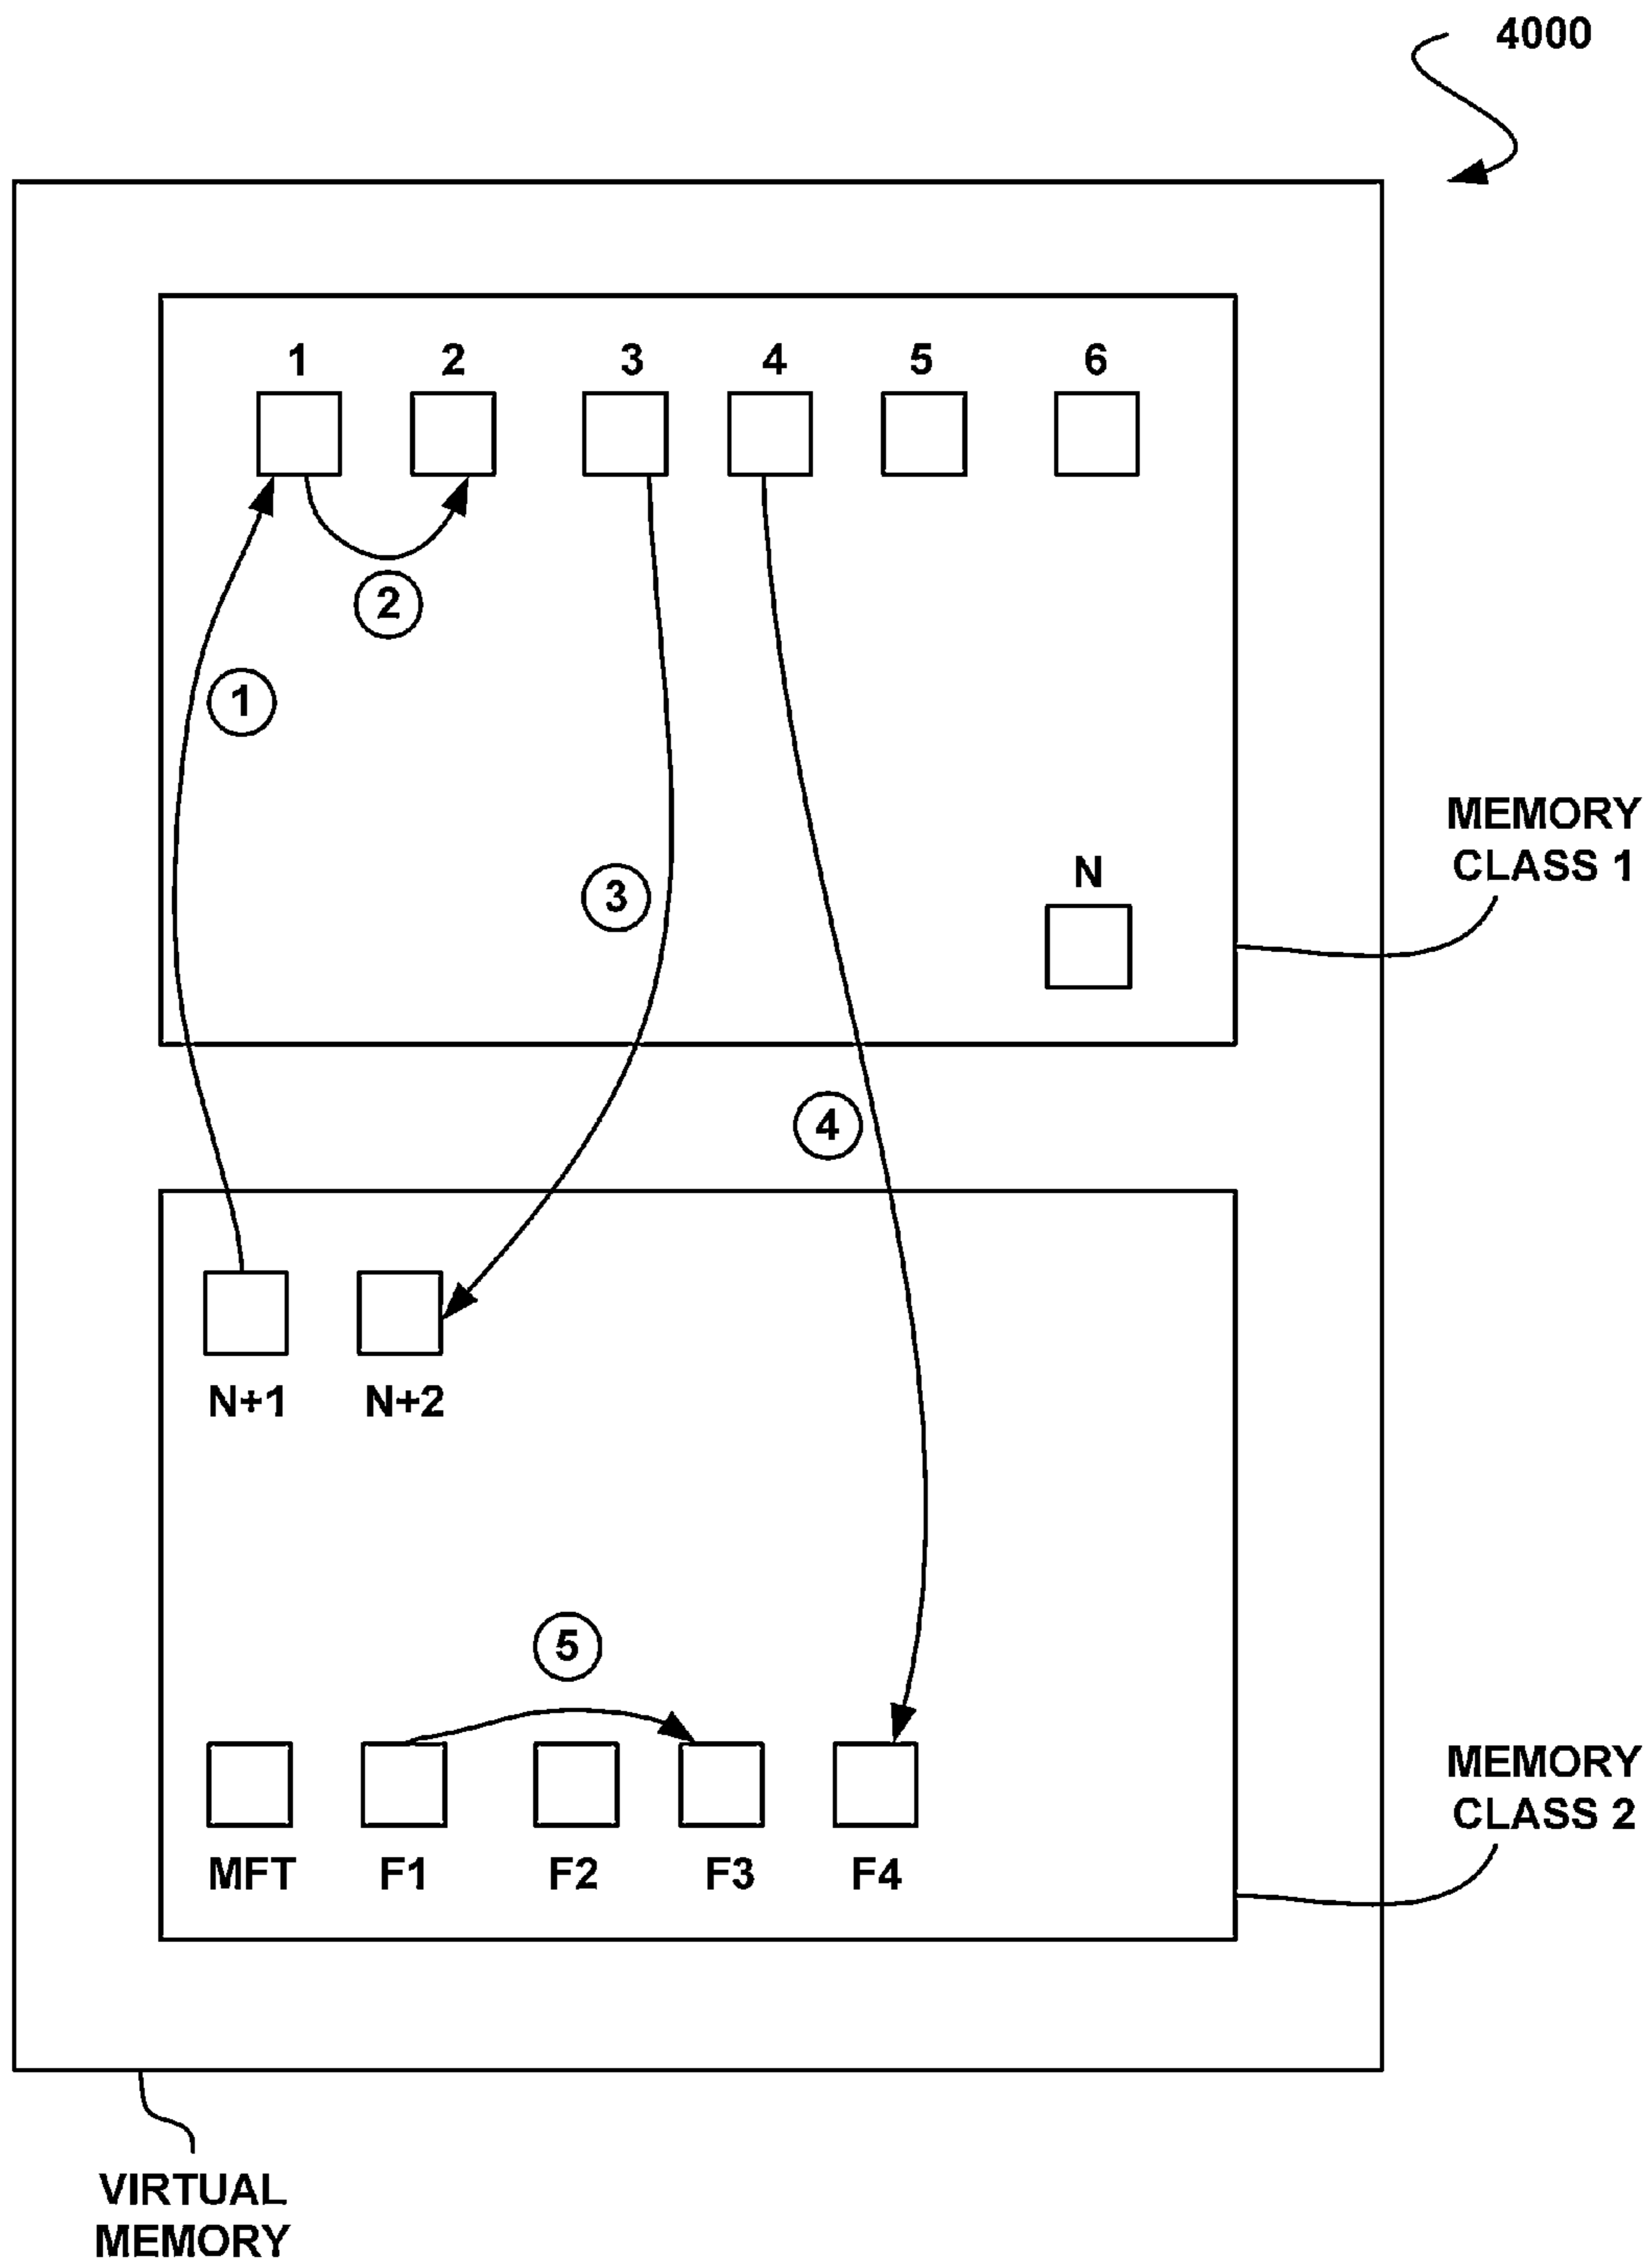 4000
1 2 3 4 5 6
2
1
MEMORY
CLASS 1
3
N
4
N+1 N+2
5
MEMORY
CLASS 2
MFT F1 F2 F3 F4
VIRTUAL
MEMORY